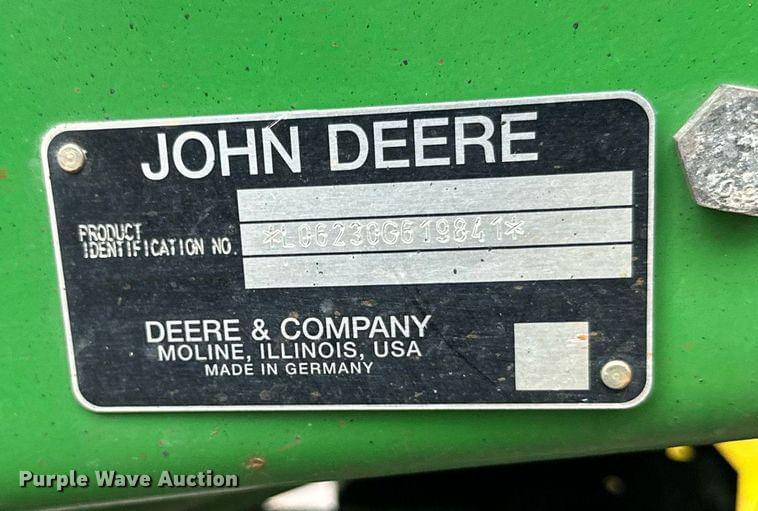 JOHN DEERE
PRODUCT
IDENTIFICATION NO.
*L06230G619841*
DEERE & COMPANY
MOLINE, ILLINOIS, USA
MADE IN GERMANY
Purple Wave Auction